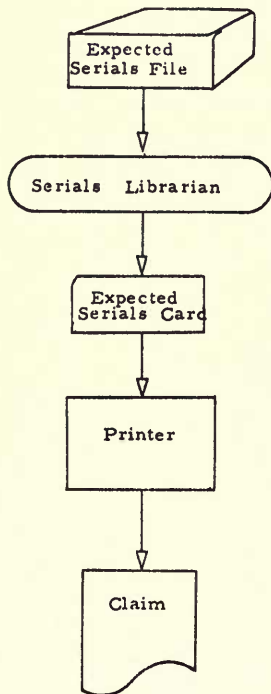 Expected
Serials File
Serials Librarian
Expected
Serials Card
Printer
Claim